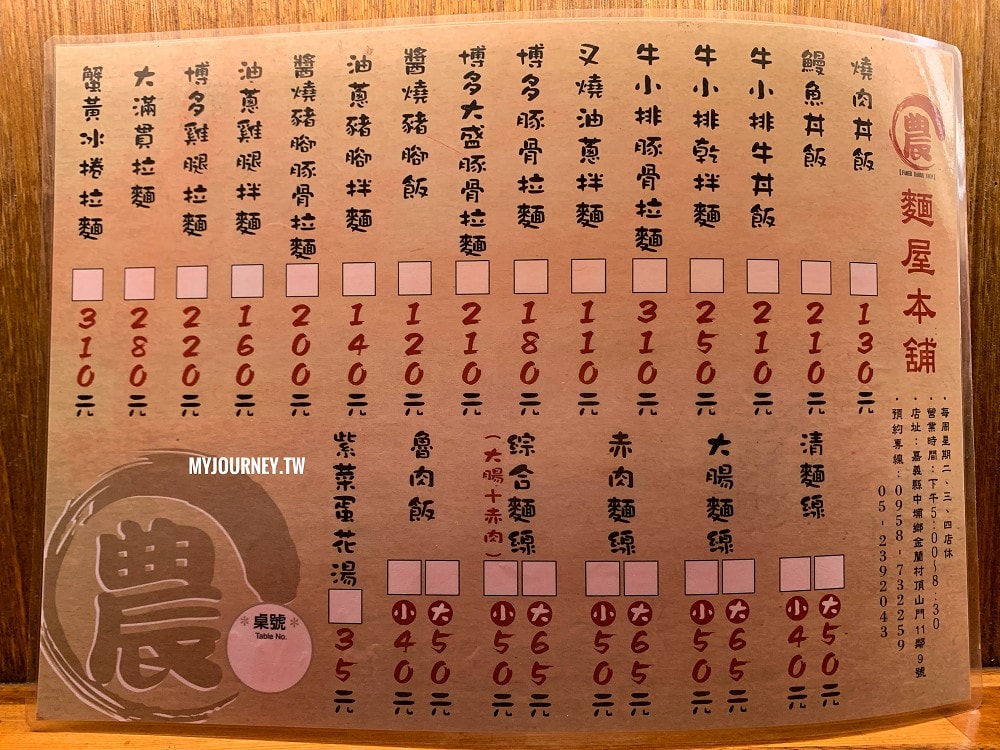 農
麵屋本舖
•每周星期二、三、四店休
•營業時間：下午5:00~8:30
•店址：嘉義縣中埔鄉金蘭村頂山門11鄰9號
•預約專線：0958-732259
05-2392043
燒肉丼飯 130元
鰻魚丼飯 210元
牛小排牛丼飯 210元
牛小排乾拌麵 250元
牛小排豚骨拉麵 310元
叉燒油蔥拌麵 110元
博多豚骨拉麵 180元
博多大盛豚骨拉麵 210元
醬燒豬腳飯 120元
油蔥豬腳拌麵 140元
醬燒豬腳豚骨拉麵 200元
油蔥雞腿拌麵 160元
博多雞腿拉麵 220元
大滿貫拉麵 280元
蟹黃冰捲拉麵 310元
清麵線 大50元 小40元
大腸麵線 大65元 小50元
赤肉麵線 大65元 小50元
綜合麵線 (大腸+赤肉) 大65元 小50元
魯肉飯 大50元 小40元
紫菜蛋花湯 35元
MYJOURNEY.TW
農
*桌號*
Table No.